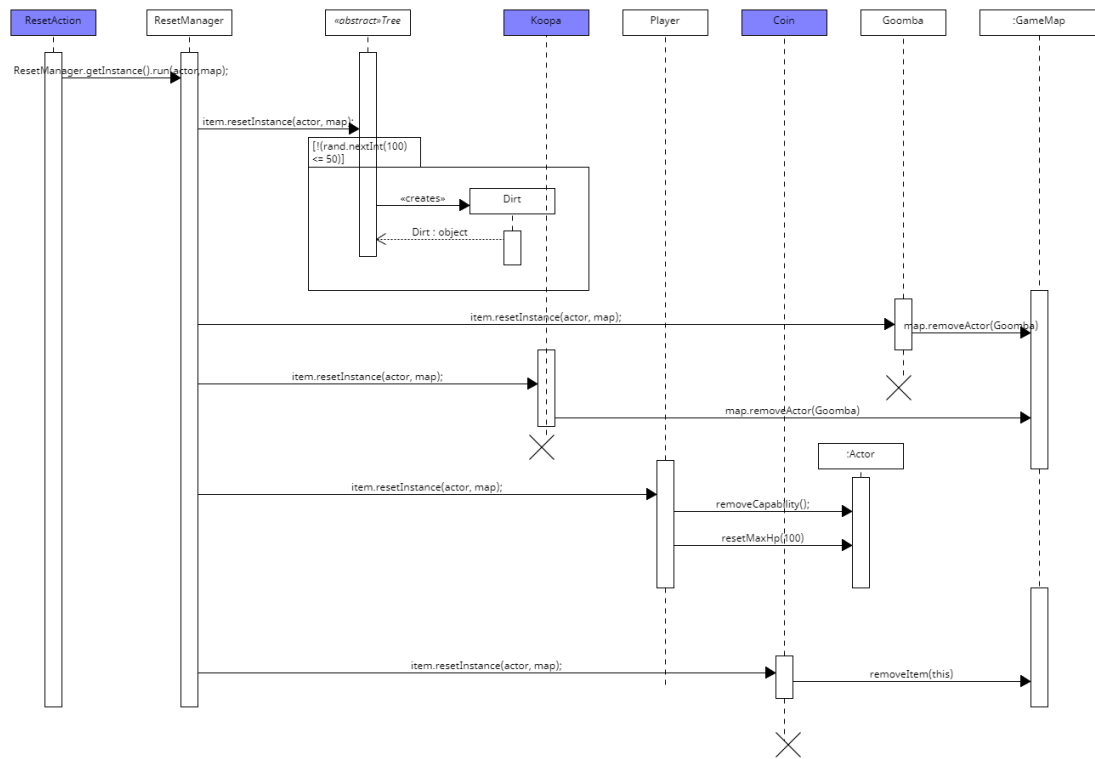 ResetAction
ResetManager
«abstract»Tree
Koopa
Player
Coin
Goomba
:GameMap
ResetManager.getInstance().run(actor,map);
item.resetInstance(actor, map);
[!(rand.nextInt(100)
<= 50)]
«creates»
Dirt
Dirt : object
item.resetInstance(actor, map);
map.removeActor(Goomba)
item.resetInstance(actor, map);
map.removeActor(Goomba)
:Actor
item.resetInstance(actor, map);
removeCapability();
resetMaxHp(100)
item.resetInstance(actor, map);
removeItem(this)